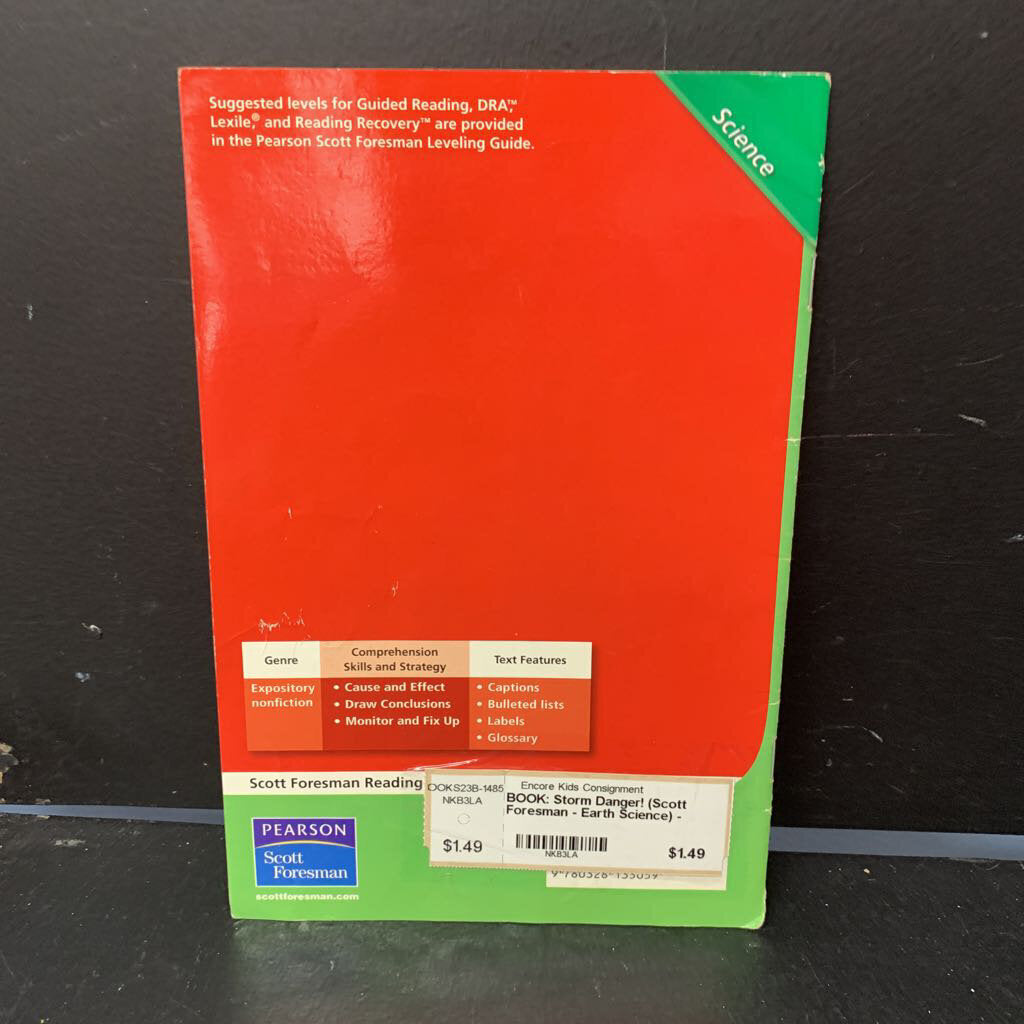 Suggested levels for Guided Reading, DRA,™
Lexile,® and Reading Recovery™ are provided
in the Pearson Scott Foresman Leveling Guide.
Science
Genre
Comprehension
Skills and Strategy
Text Features
Expository
nonfiction
• Cause and Effect
• Draw Conclusions
• Monitor and Fix Up
• Captions
• Bulleted lists
• Labels
• Glossary
Scott Foresman Reading
OOKS23B-1485
NKB3LA
$1.49
Encore Kids Consignment
BOOK: Storm Danger! (Scott
Foresman - Earth Science) -
NKB3LA
$1.49
PEARSON
Scott
Foresman
scottforesman.com